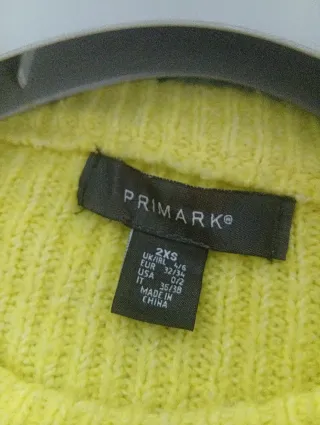 PRIMARK®
2XS
UK/IRL 4/6
EUR 32/34
USA 0/2
IT 36/38
MADE IN
CHINA